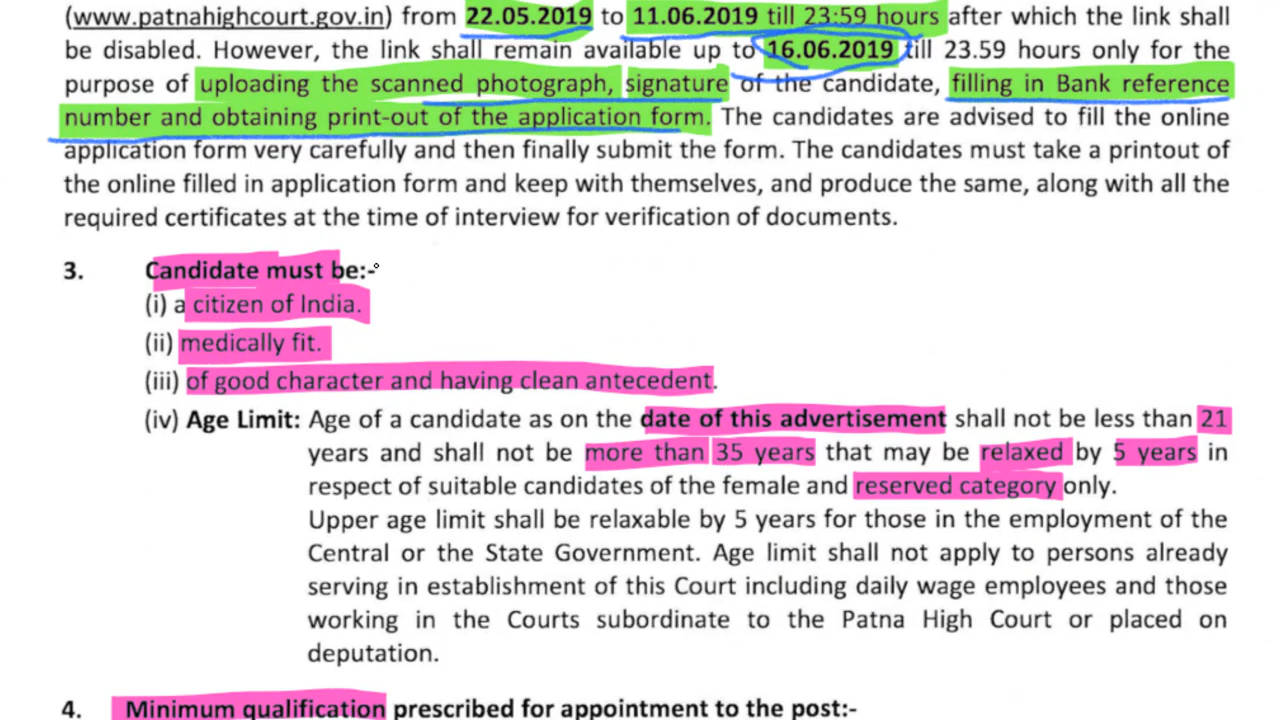 (www.patnahighcourt.gov.in) from 22.05.2019 to 11.06.2019 till 23:59 hours after which the link shall
be disabled. However, the link shall remain available up to 16.06.2019 till 23.59 hours only for the
purpose of uploading the scanned photograph, signature of the candidate, filling in Bank reference
number and obtaining print-out of the application form. The candidates are advised to fill the online
application form very carefully and then finally submit the form. The candidates must take a printout of
the online filled in application form and keep with themselves, and produce the same, along with all the
required certificates at the time of interview for verification of documents.
3. Candidate must be:-
(i) a citizen of India.
(ii) medically fit.
(iii) of good character and having clean antecedent.
(iv) Age Limit: Age of a candidate as on the date of this advertisement shall not be less than 21
years and shall not be more than 35 years that may be relaxed by 5 years in
respect of suitable candidates of the female and reserved category only.
Upper age limit shall be relaxable by 5 years for those in the employment of the
Central or the State Government. Age limit shall not apply to persons already
serving in establishment of this Court including daily wage employees and those
working in the Courts subordinate to the Patna High Court or placed on
deputation.
4. Minimum qualification prescribed for appointment to the post:-